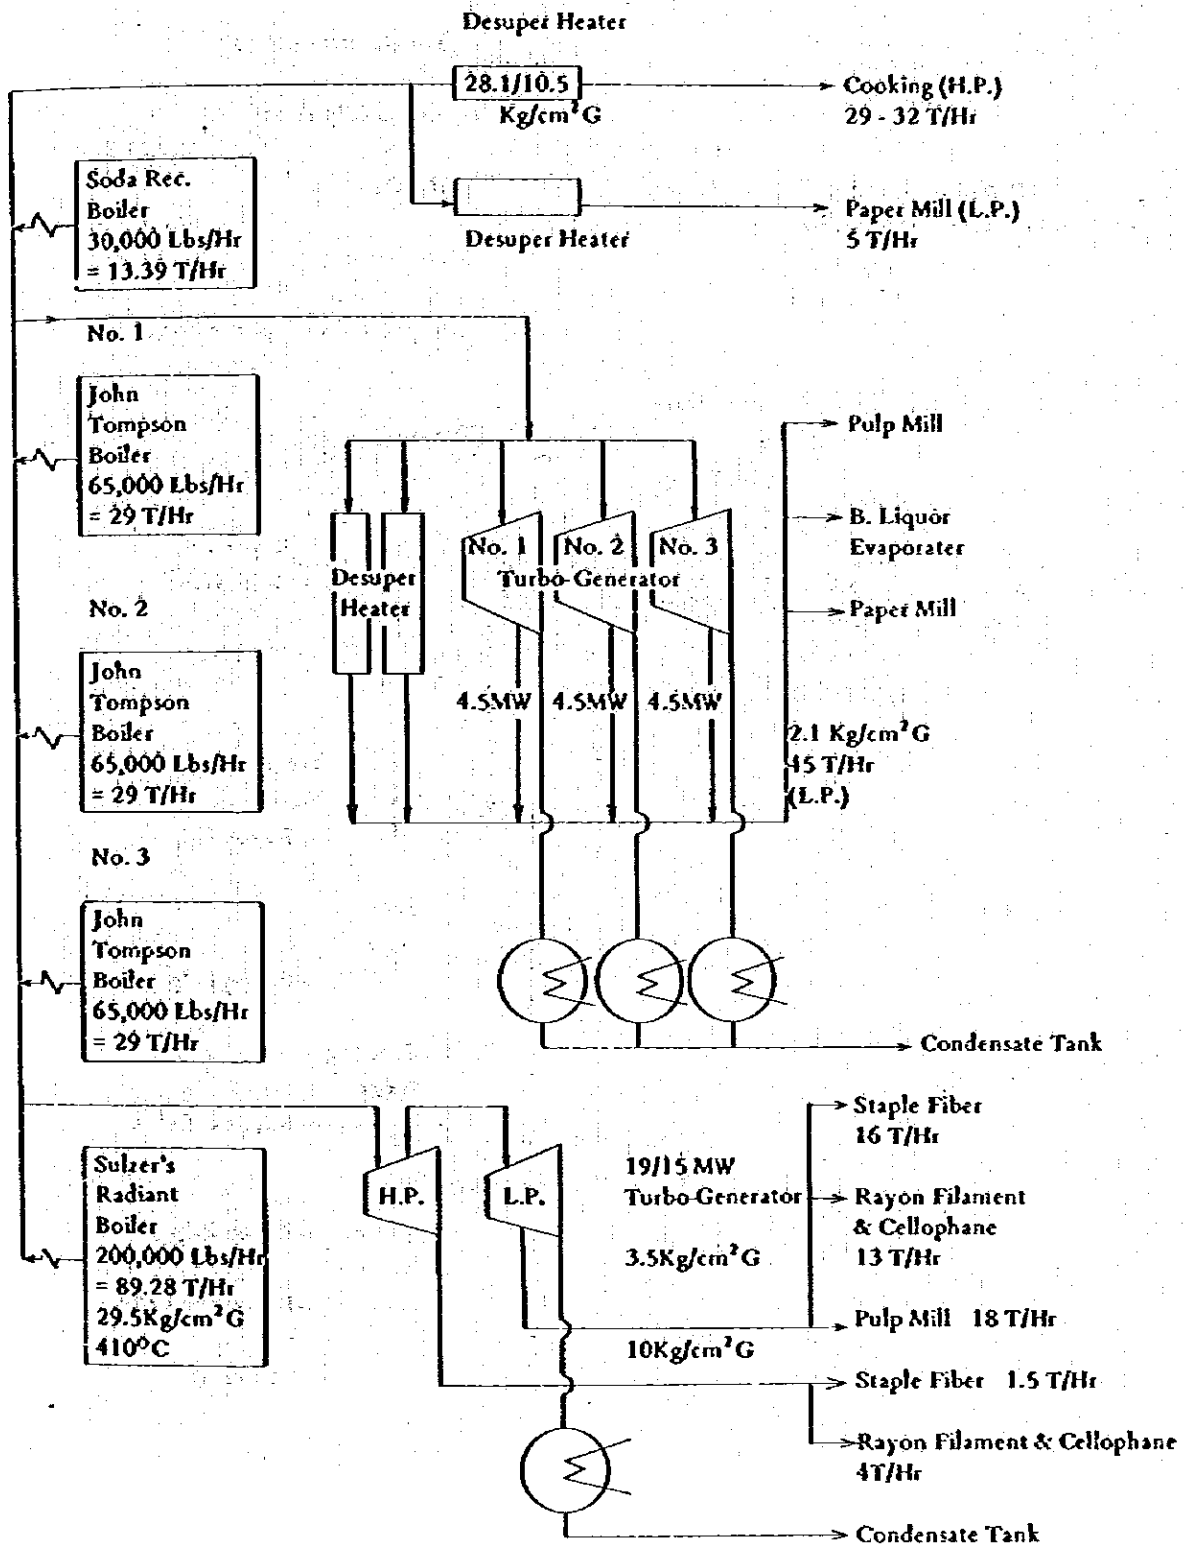 Desuper Heater
28.1/10.5
Kg/cm²G
Cooking (H.P.)
29 - 32 T/Hr
Soda Rec.
Boiler
30,000 Lbs/Hr
= 13.39 T/Hr
Desuper Heater
Paper Mill (L.P.)
5 T/Hr
No. 1
John
Tompson
Boiler
65,000 Lbs/Hr
= 29 T/Hr
Pulp Mill
B. Liquor
Evaporater
Paper Mill
No. 1
No. 2
No. 3
Turbo-Generator
Desuper
Heater
No. 2
John
Tompson
Boiler
65,000 Lbs/Hr
= 29 T/Hr
4.5MW
4.5MW
4.5MW
2.1 Kg/cm²G
45 T/Hr
(L.P.)
No. 3
John
Tompson
Boiler
65,000 Lbs/Hr
= 29 T/Hr
Condensate Tank
Sulzer's
Radiant
Boiler
200,000 Lbs/Hr
= 89.28 T/Hr
29.5Kg/cm²G
410°C
H.P.
L.P.
19/15 MW
Turbo-Generator
3.5Kg/cm²G
10Kg/cm²G
Staple Fiber
16 T/Hr
Rayon Filament
& Cellophane
13 T/Hr
Pulp Mill 18 T/Hr
Staple Fiber 1.5 T/Hr
Rayon Filament & Cellophane
4T/Hr
Condensate Tank